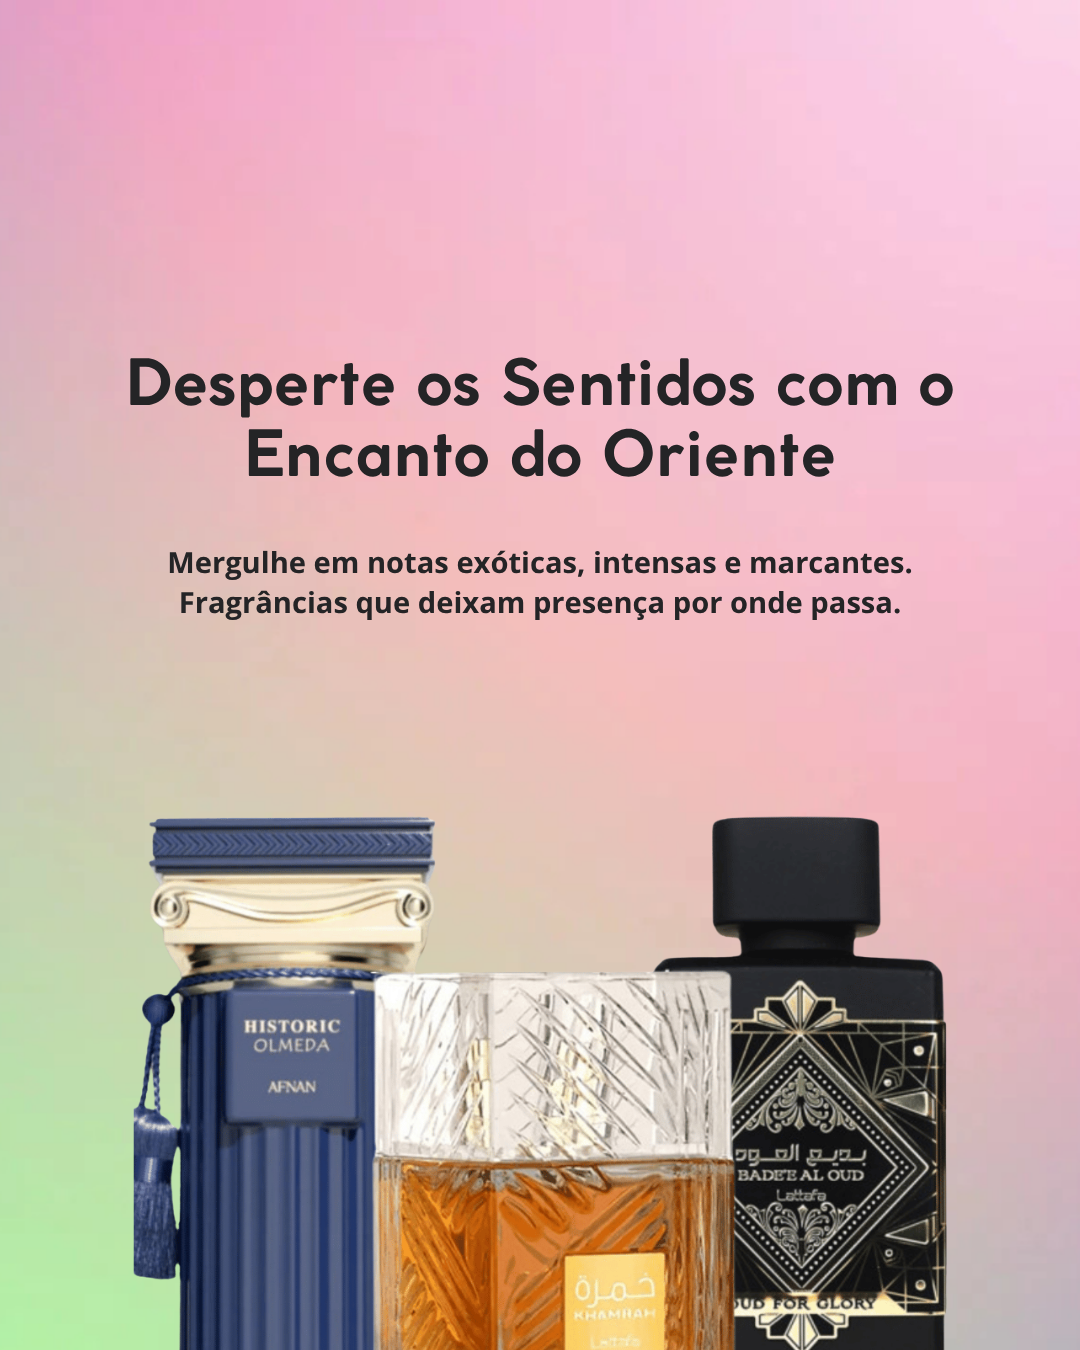 Desperte os Sentidos com o
Encanto do Oriente
Mergulhe em notas exóticas, intensas e marcantes.
Fragrâncias que deixam presença por onde passa.
HISTORIC
OLMEDA
AFNAN
خمرة
KHAMRAH
Lattafa
بديع العود
BADE'E AL OUD
Lattafa
OUD FOR GLORY